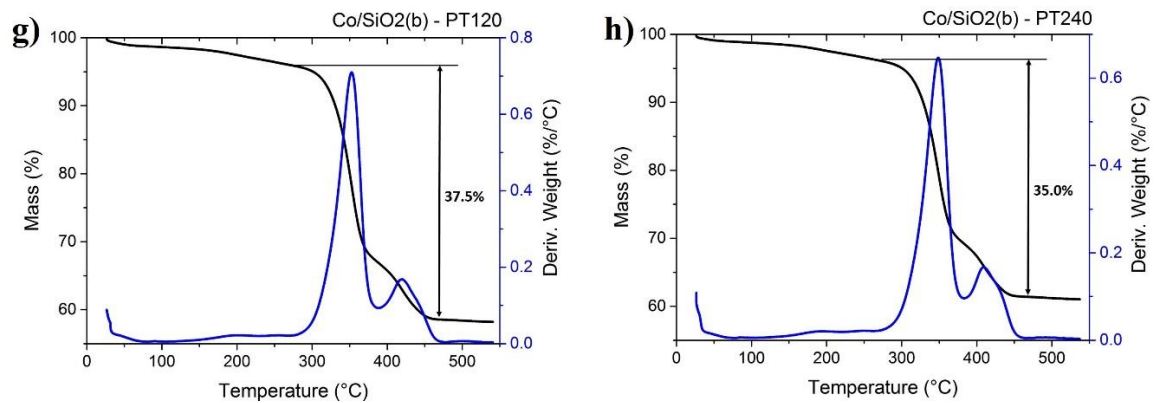 g)
Co/SiO2(b) - PT120
100
90
80
70
60
Mass (%)
37.5%
0.8
0.6
0.4
0.2
0.0
Deriv. Weight (%/°C)
0 100 200 300 400 500
Temperature (°C)
h)
Co/SiO2(b) - PT240
100
90
80
70
60
Mass (%)
35.0%
0.6
0.4
0.2
0.0
Deriv. Weight (%/°C)
0 100 200 300 400 500
Temperature (°C)